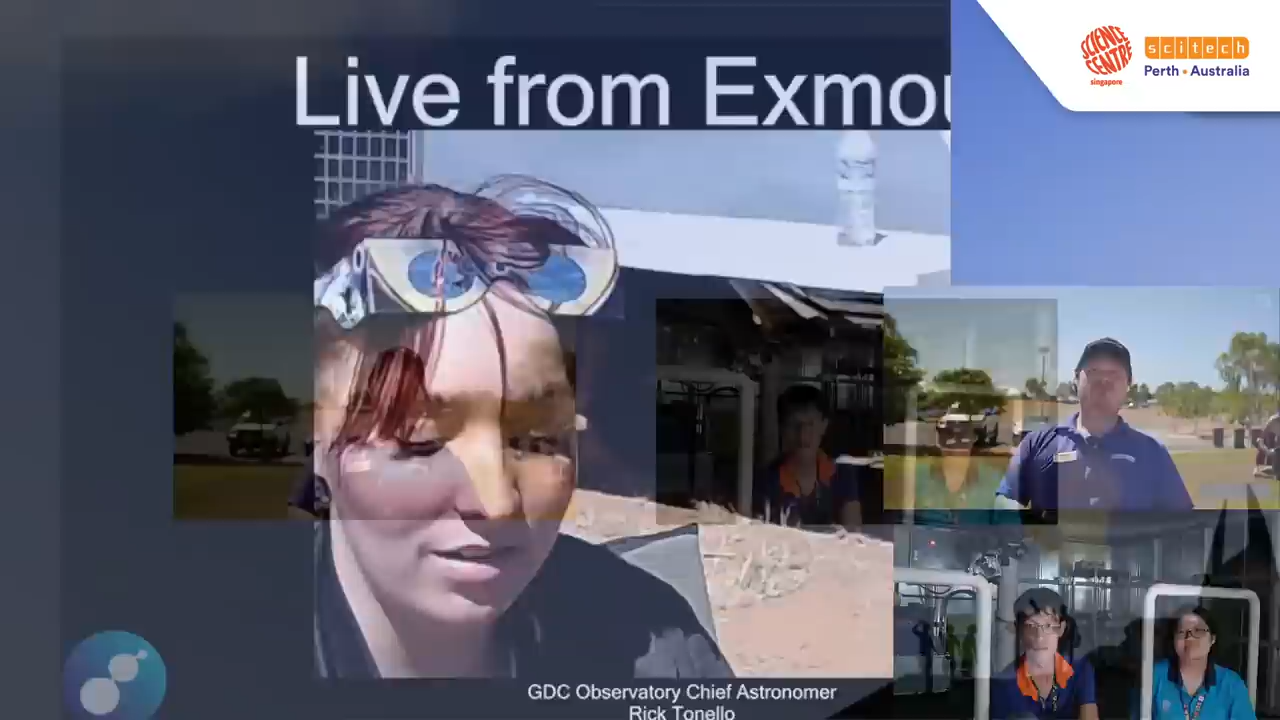 Live from Exmou
SCIENCE
CENTRE
singapore
scitech
Perth • Australia
GDC Observatory Chief Astronomer
Rick Tonello